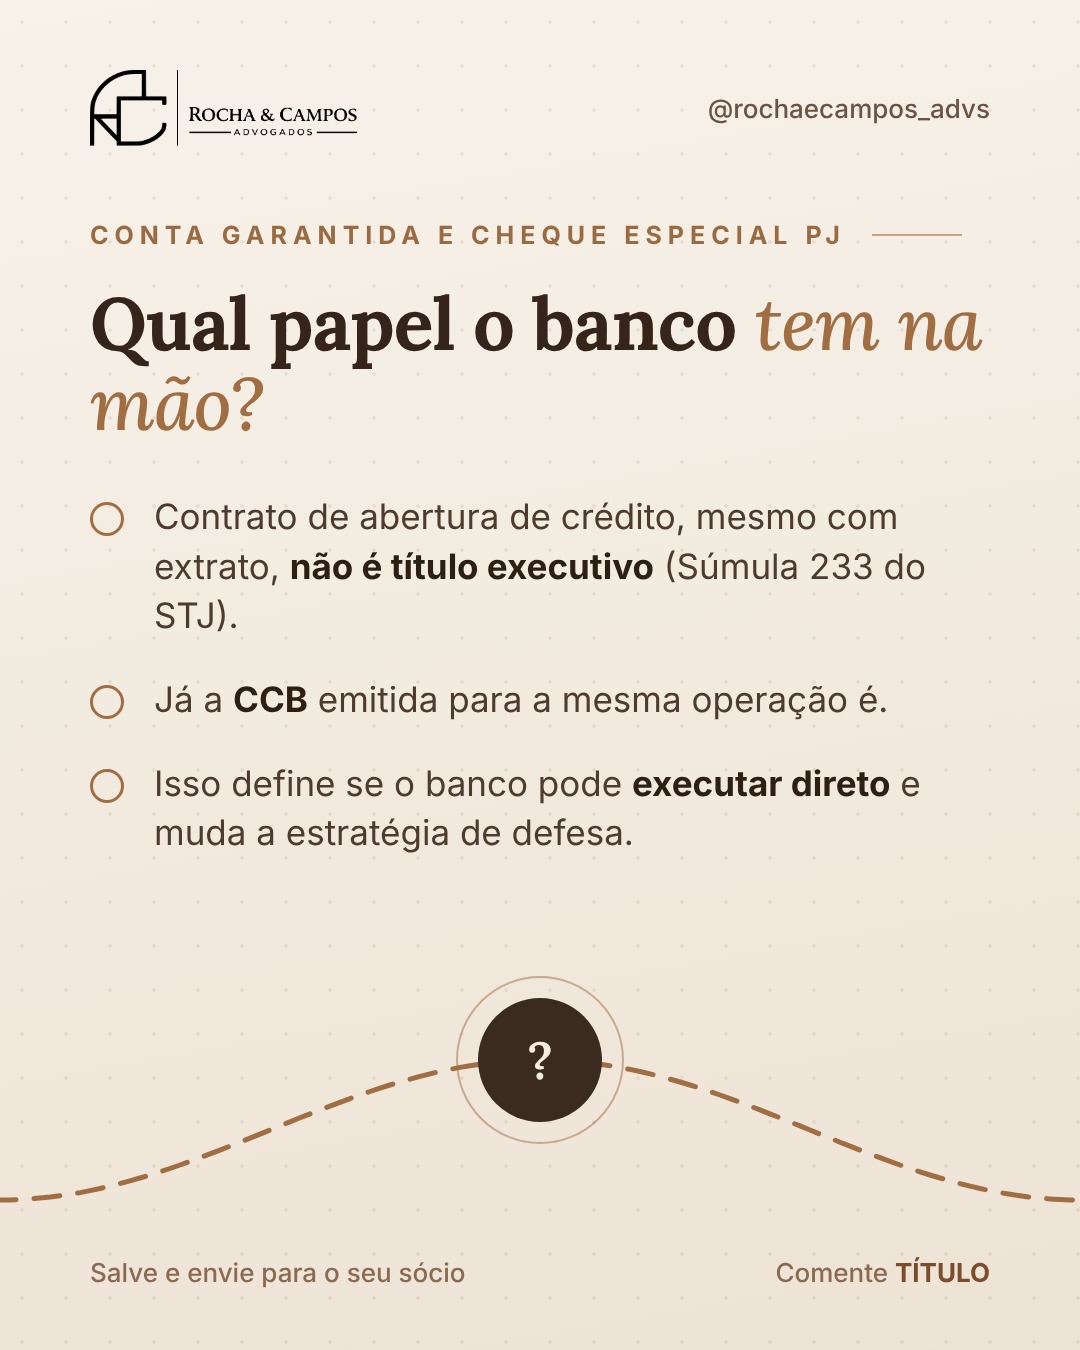 ROCHA & CAMPOS
ADVOGADOS
@rochaecampos_advs
CONTA GARANTIDA E CHEQUE ESPECIAL PJ
Qual papel o banco tem na
mão?
Contrato de abertura de crédito, mesmo com
extrato, não é título executivo (Súmula 233 do
STJ).
Já a CCB emitida para a mesma operação é.
Isso define se o banco pode executar direto e
muda a estratégia de defesa.
?
Salve e envie para o seu sócio
Comente TÍTULO